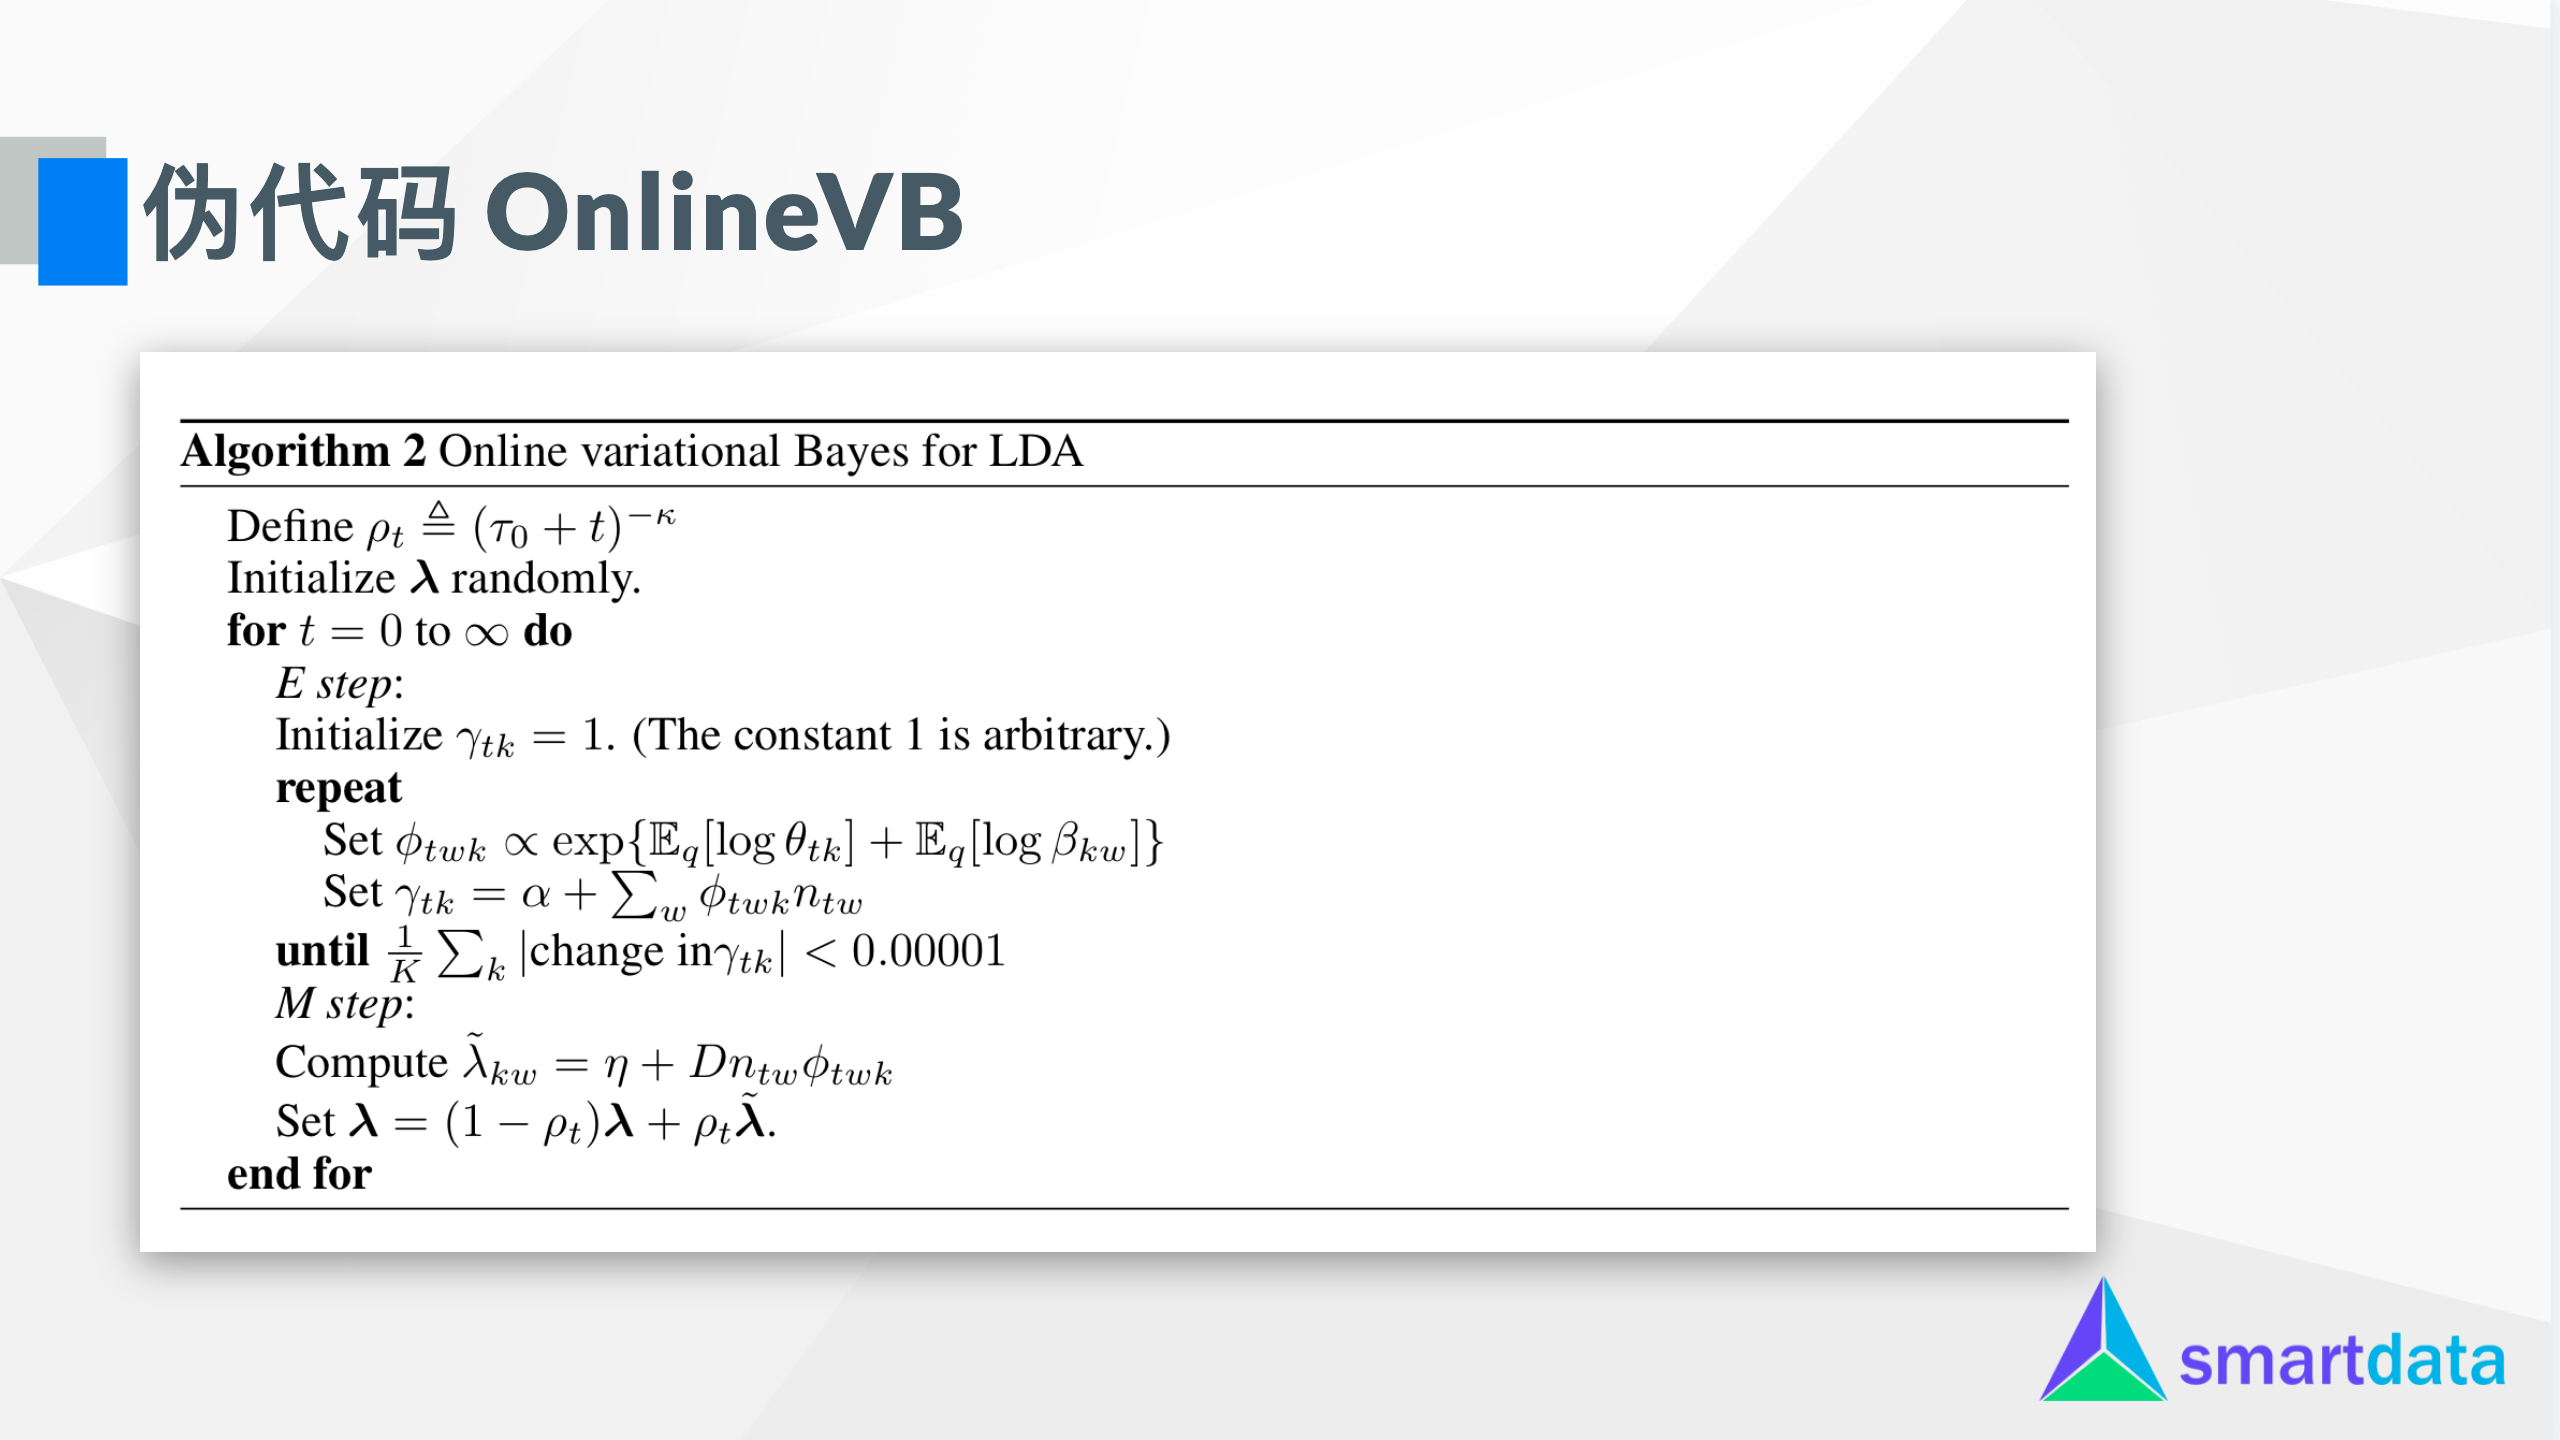 伪代码 OnlineVB
Algorithm 2 Online variational Bayes for LDA
Define ρ_t ≜ (τ_0 + t)^{−κ}
Initialize λ randomly.
for t = 0 to ∞ do
E step:
Initialize γ_{tk} = 1. (The constant 1 is arbitrary.)
repeat
Set ϕ_{twk} ∝ exp{𝔼_q[log θ_{tk}] + 𝔼_q[log β_{kw}]}
Set γ_{tk} = α + ∑_w ϕ_{twk}n_{tw}
until \frac{1}{K} ∑_k |change inγ_{tk}| < 0.00001
M step:
Compute λ̃_{kw} = η + Dn_{tw}ϕ_{twk}
Set λ = (1 − ρ_t)λ + ρ_tλ̃.
end for
smartdata